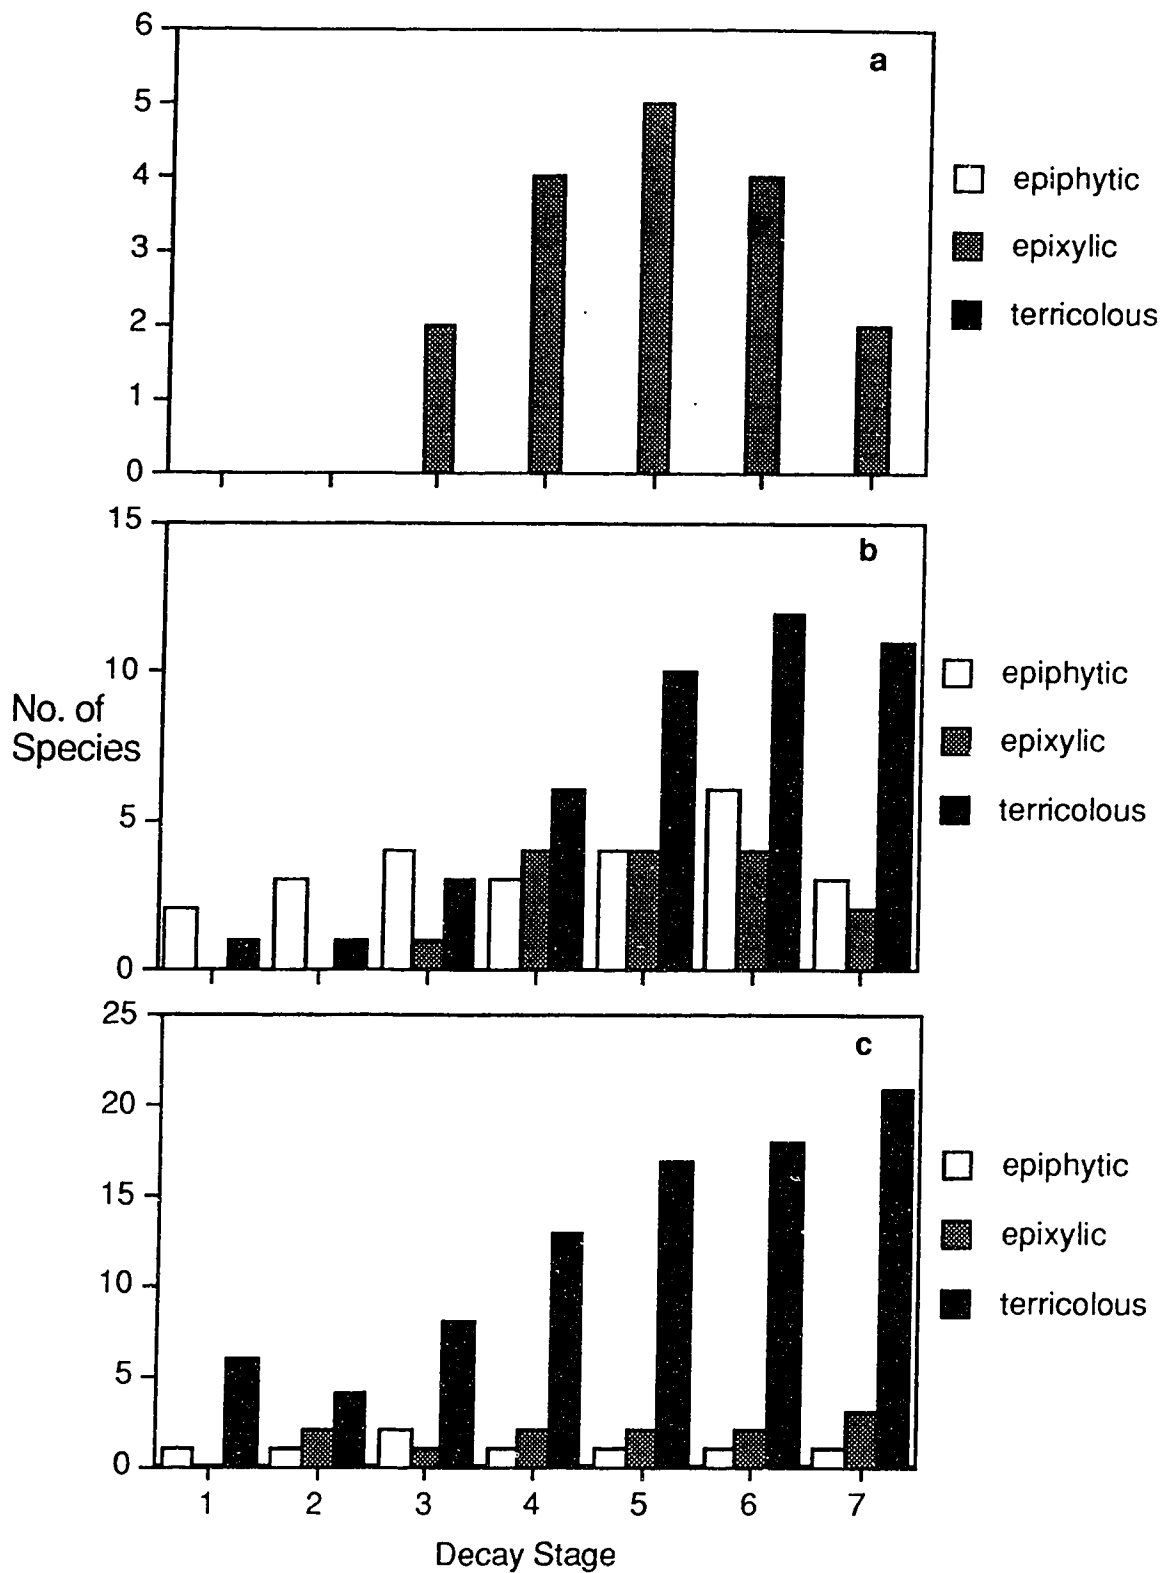 6
a
5
4
3
2
1
0
epiphytic
epixylic
terricolous
15
b
10
5
0
No. of
Species
epiphytic
epixylic
terricolous
25
c
20
15
10
5
0
epiphytic
epixylic
terricolous
1 2 3 4 5 6 7
Decay Stage